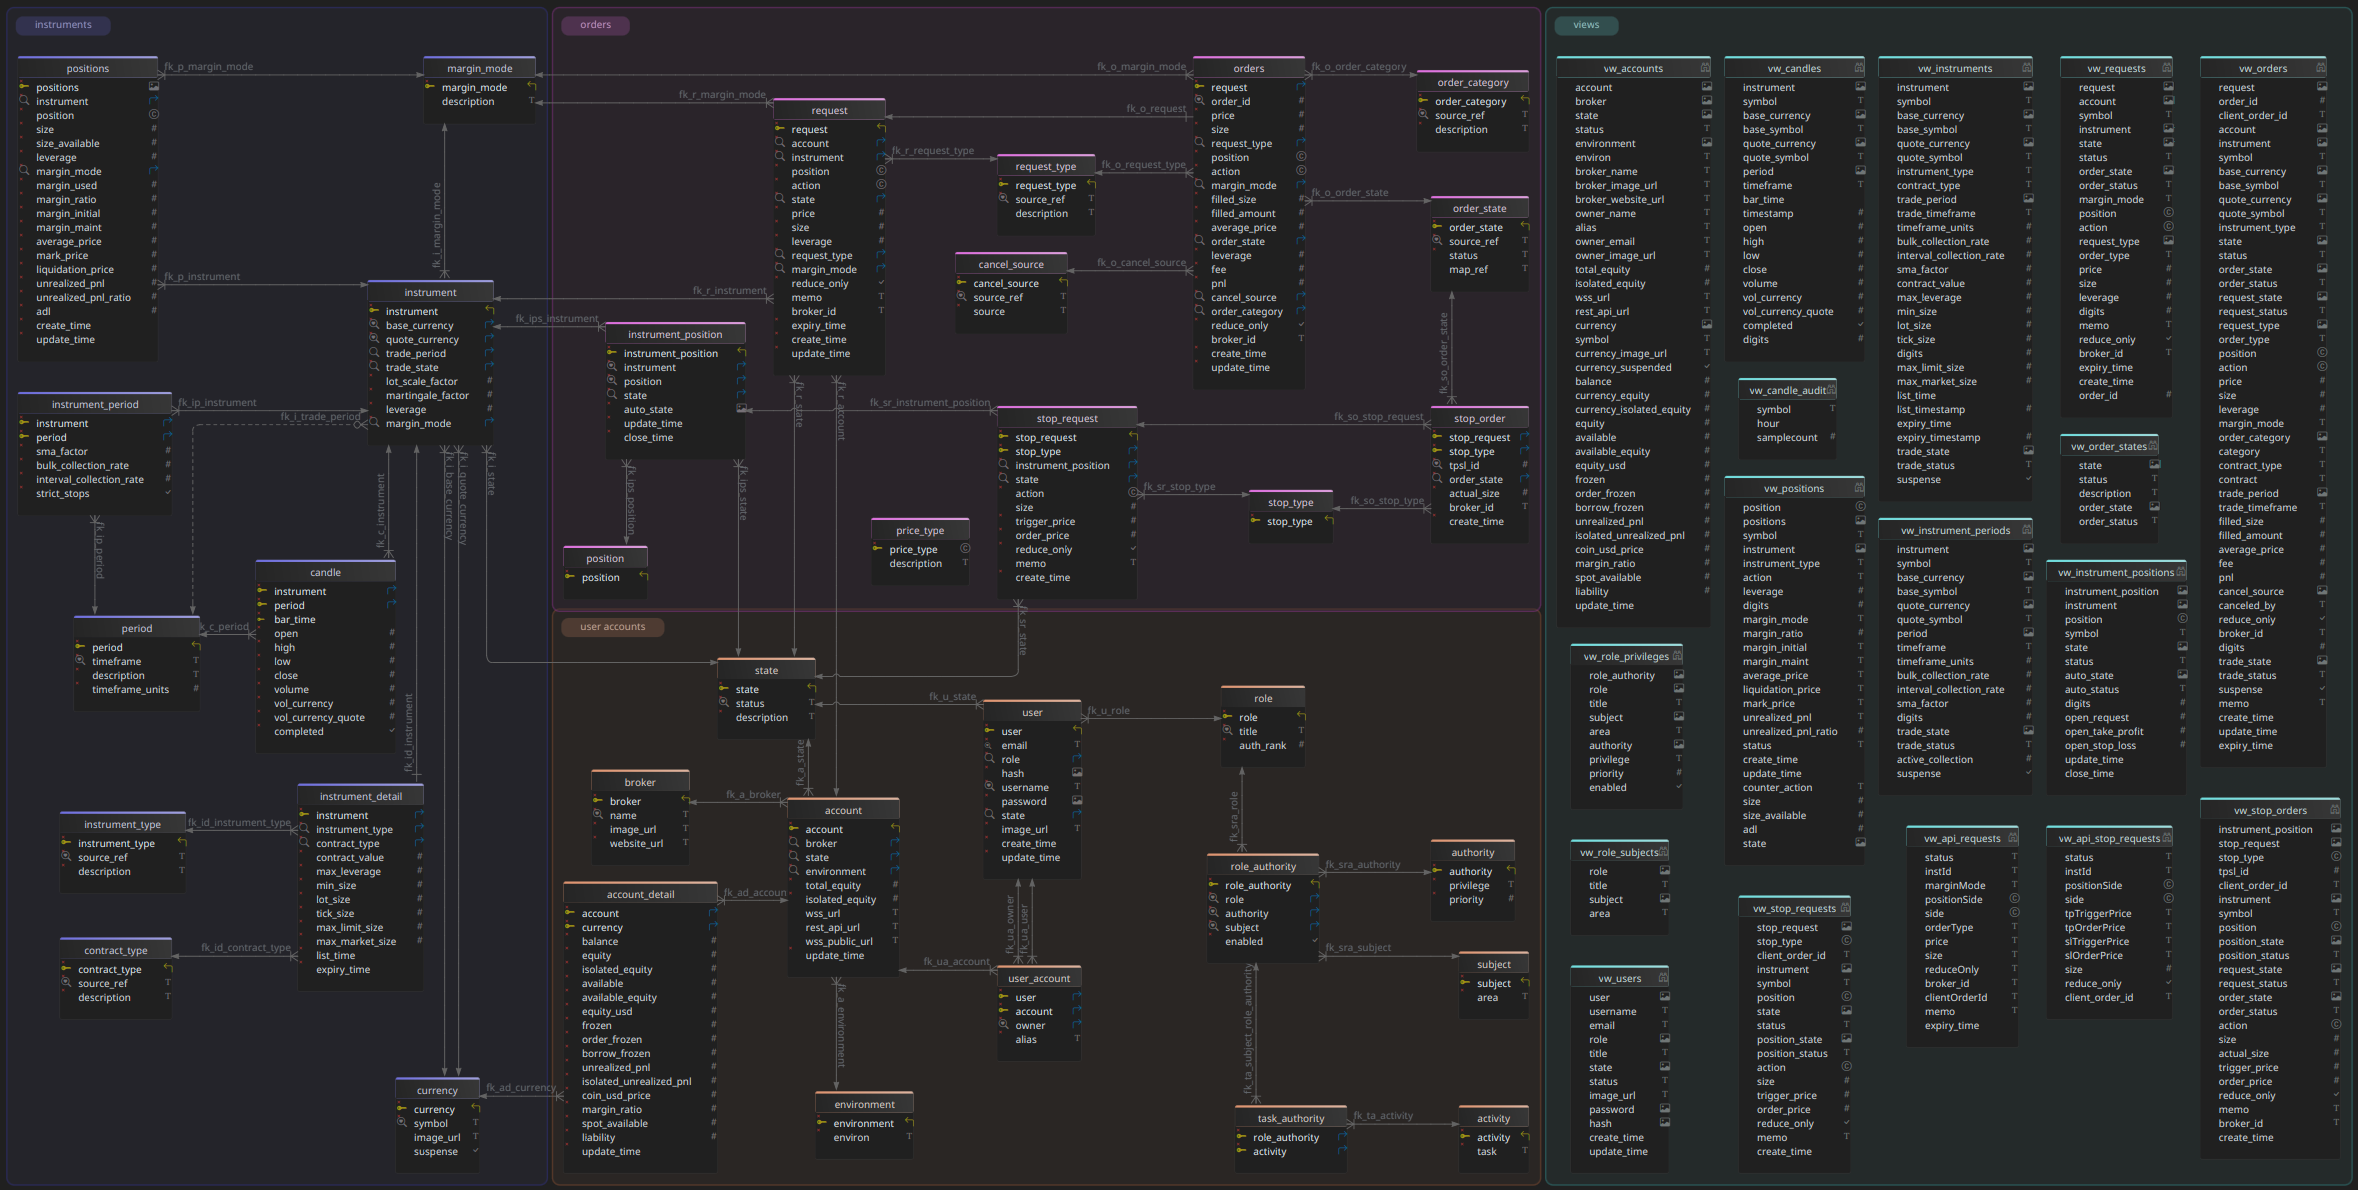 instruments
positions
positions
instrument
position
size
size_available
leverage
margin_mode
margin_used
margin_ratio
margin_initial
margin_maint
average_price
mark_price
liquidation_price
unrealized_pnl
unrealized_pnl_ratio
adl
create_time
update_time
fk_p_margin_mode
margin_mode
margin_mode
description
fk_i_margin_mode
fk_p_instrument
instrument
instrument
base_currency
quote_currency
trade_period
trade_state
lot_scale_factor
martingale_factor
leverage
margin_mode
instrument_period
instrument
period
sma_factor
bulk_collection_rate
interval_collection_rate
strict_stops
fk_ip_instrument
fk_i_trade_period
fk_ip_period
fk_c_instrument
fk_i_base_currency
fk_i_quote_currency
fk_i_state
candle
instrument
period
bar_time
open
high
low
close
volume
vol_currency
vol_currency_quote
completed
period
period
timeframe
description
timeframe_units
k_c_period
fk_id_instrument
instrument_detail
instrument
instrument_type
contract_type
contract_value
max_leverage
min_size
lot_size
tick_size
max_limit_size
max_market_size
list_time
expiry_time
instrument_type
instrument_type
source_ref
description
fk_id_instrument_type
contract_type
contract_type
source_ref
description
fk_id_contract_type
currency
currency
symbol
image_url
suspense
fk_ad_currency
orders
fk_r_margin_mode
request
request
account
instrument
position
action
state
price
size
leverage
request_type
margin_mode
reduce_only
memo
broker_id
expiry_time
create_time
update_time
fk_r_instrument
fk_r_request_type
fk_o_margin_mode
fk_o_request
fk_o_request_type
fk_o_cancel_source
request_type
request_type
source_ref
description
cancel_source
cancel_source
source_ref
source
orders
request
order_id
price
size
request_type
position
action
margin_mode
filled_size
filled_amount
average_price
order_state
leverage
fee
pnl
cancel_source
order_category
reduce_only
broker_id
create_time
update_time
fk_o_order_category
order_category
order_category
source_ref
description
fk_o_order_state
order_state
order_state
source_ref
status
map_ref
fk_so_order_state
fk_ips_instrument
instrument_position
instrument_position
instrument
position
state
auto_state
update_time
close_time
fk_r_state
fk_r_account
fk_ips_position
fk_ips_state
position
position
fk_sr_instrument_position
stop_request
stop_request
stop_type
instrument_position
state
action
size
trigger_price
order_price
reduce_only
memo
create_time
fk_so_stop_request
stop_order
stop_request
stop_type
tpsl_id
order_state
actual_size
broker_id
create_time
fk_sr_stop_type
fk_so_stop_type
stop_type
stop_type
price_type
price_type
description
fk_sr_state
user accounts
state
state
status
description
fk_u_state
user
user
email
role
hash
username
password
state
image_url
create_time
update_time
fk_u_role
role
role
title
auth_rank
fk_a_state
broker
broker
name
image_url
website_url
fk_a_broker
account
account
broker
state
environment
total_equity
isolated_equity
wss_url
rest_api_url
wss_public_url
update_time
fk_ad_accoun
account_detail
account
currency
balance
equity
isolated_equity
available
available_equity
equity_usd
frozen
order_frozen
borrow_frozen
unrealized_pnl
isolated_unrealized_pnl
coin_usd_price
margin_ratio
spot_available
liability
update_time
fk_ua_owner
fk_ua_user
fk_ua_account
user_account
user
account
owner
alias
fk_a_environment
environment
environment
environ
fk_sra_role
role_authority
role_authority
role
authority
subject
enabled
fk_sra_authority
authority
authority
privilege
priority
fk_sra_subject
subject
subject
area
fk_ta_subject_role_authority
task_authority
role_authority
activity
fk_ta_activity
activity
activity
task
views
vw_accounts
account
broker
state
status
environment
environ
broker_name
broker_image_url
broker_website_url
owner_name
alias
owner_email
owner_image_url
total_equity
isolated_equity
wss_url
rest_api_url
currency
symbol
currency_image_url
currency_suspended
balance
currency_equity
currency_isolated_equity
equity
available
available_equity
equity_usd
frozen
order_frozen
borrow_frozen
unrealized_pnl
isolated_unrealized_pnl
coin_usd_price
margin_ratio
spot_available
liability
update_time
vw_role_privileges
role_authority
role
title
subject
area
authority
privilege
priority
enabled
vw_role_subjects
role
title
subject
area
vw_users
user
username
email
role
title
state
status
image_url
password
hash
create_time
update_time
vw_candles
instrument
symbol
base_currency
base_symbol
quote_currency
quote_symbol
period
timeframe
bar_time
timestamp
open
high
low
close
volume
vol_currency
vol_currency_quote
completed
digits
vw_candle_audit
symbol
hour
samplecount
vw_positions
position
positions
symbol
instrument
instrument_type
action
leverage
digits
margin_mode
margin_ratio
margin_initial
margin_maint
average_price
liquidation_price
mark_price
unrealized_pnl
unrealized_pnl_ratio
status
create_time
update_time
counter_action
size
size_available
adl
state
vw_stop_requests
stop_request
stop_type
client_order_id
instrument
symbol
position
state
status
position_state
position_status
action
size
trigger_price
order_price
reduce_only
memo
create_time
vw_instruments
instrument
symbol
base_currency
base_symbol
quote_currency
quote_symbol
instrument_type
contract_type
trade_period
trade_timeframe
timeframe_units
bulk_collection_rate
interval_collection_rate
sma_factor
contract_value
max_leverage
min_size
lot_size
tick_size
digits
max_limit_size
max_market_size
list_time
list_timestamp
expiry_time
expiry_timestamp
trade_state
trade_status
suspense
vw_instrument_periods
instrument
symbol
base_currency
base_symbol
quote_currency
quote_symbol
period
timeframe
timeframe_units
bulk_collection_rate
interval_collection_rate
sma_factor
digits
trade_state
trade_status
active_collection
suspense
vw_api_requests
status
instId
marginMode
positionSide
side
orderType
price
size
reduceOnly
broker_id
clientOrderId
memo
expiry_time
vw_requests
request
account
symbol
instrument
state
status
order_state
order_status
margin_mode
position
action
request_type
order_type
price
size
leverage
digits
memo
reduce_only
broker_id
expiry_time
create_time
order_id
vw_order_states
state
status
description
order_state
order_status
vw_instrument_positions
instrument_position
instrument
position
symbol
state
status
auto_state
auto_status
digits
open_request
open_take_profit
open_stop_loss
update_time
close_time
vw_api_stop_requests
status
instId
positionSide
side
tpTriggerPrice
tpOrderPrice
slTriggerPrice
slOrderPrice
size
reduce_only
client_order_id
vw_orders
request
order_id
client_order_id
account
instrument
symbol
base_currency
base_symbol
quote_currency
quote_symbol
instrument_type
state
status
order_state
order_status
request_state
request_status
request_type
order_type
position
action
price
size
leverage
margin_mode
order_category
category
contract_type
contract
trade_period
trade_timeframe
filled_size
filled_amount
average_price
fee
pnl
cancel_source
canceled_by
reduce_only
broker_id
digits
trade_state
trade_status
suspense
memo
create_time
update_time
expiry_time
vw_stop_orders
instrument_position
stop_request
stop_type
tpsl_id
client_order_id
instrument
symbol
position
position_state
position_status
request_state
request_status
order_state
order_status
action
size
actual_size
trigger_price
order_price
reduce_only
memo
broker_id
create_time